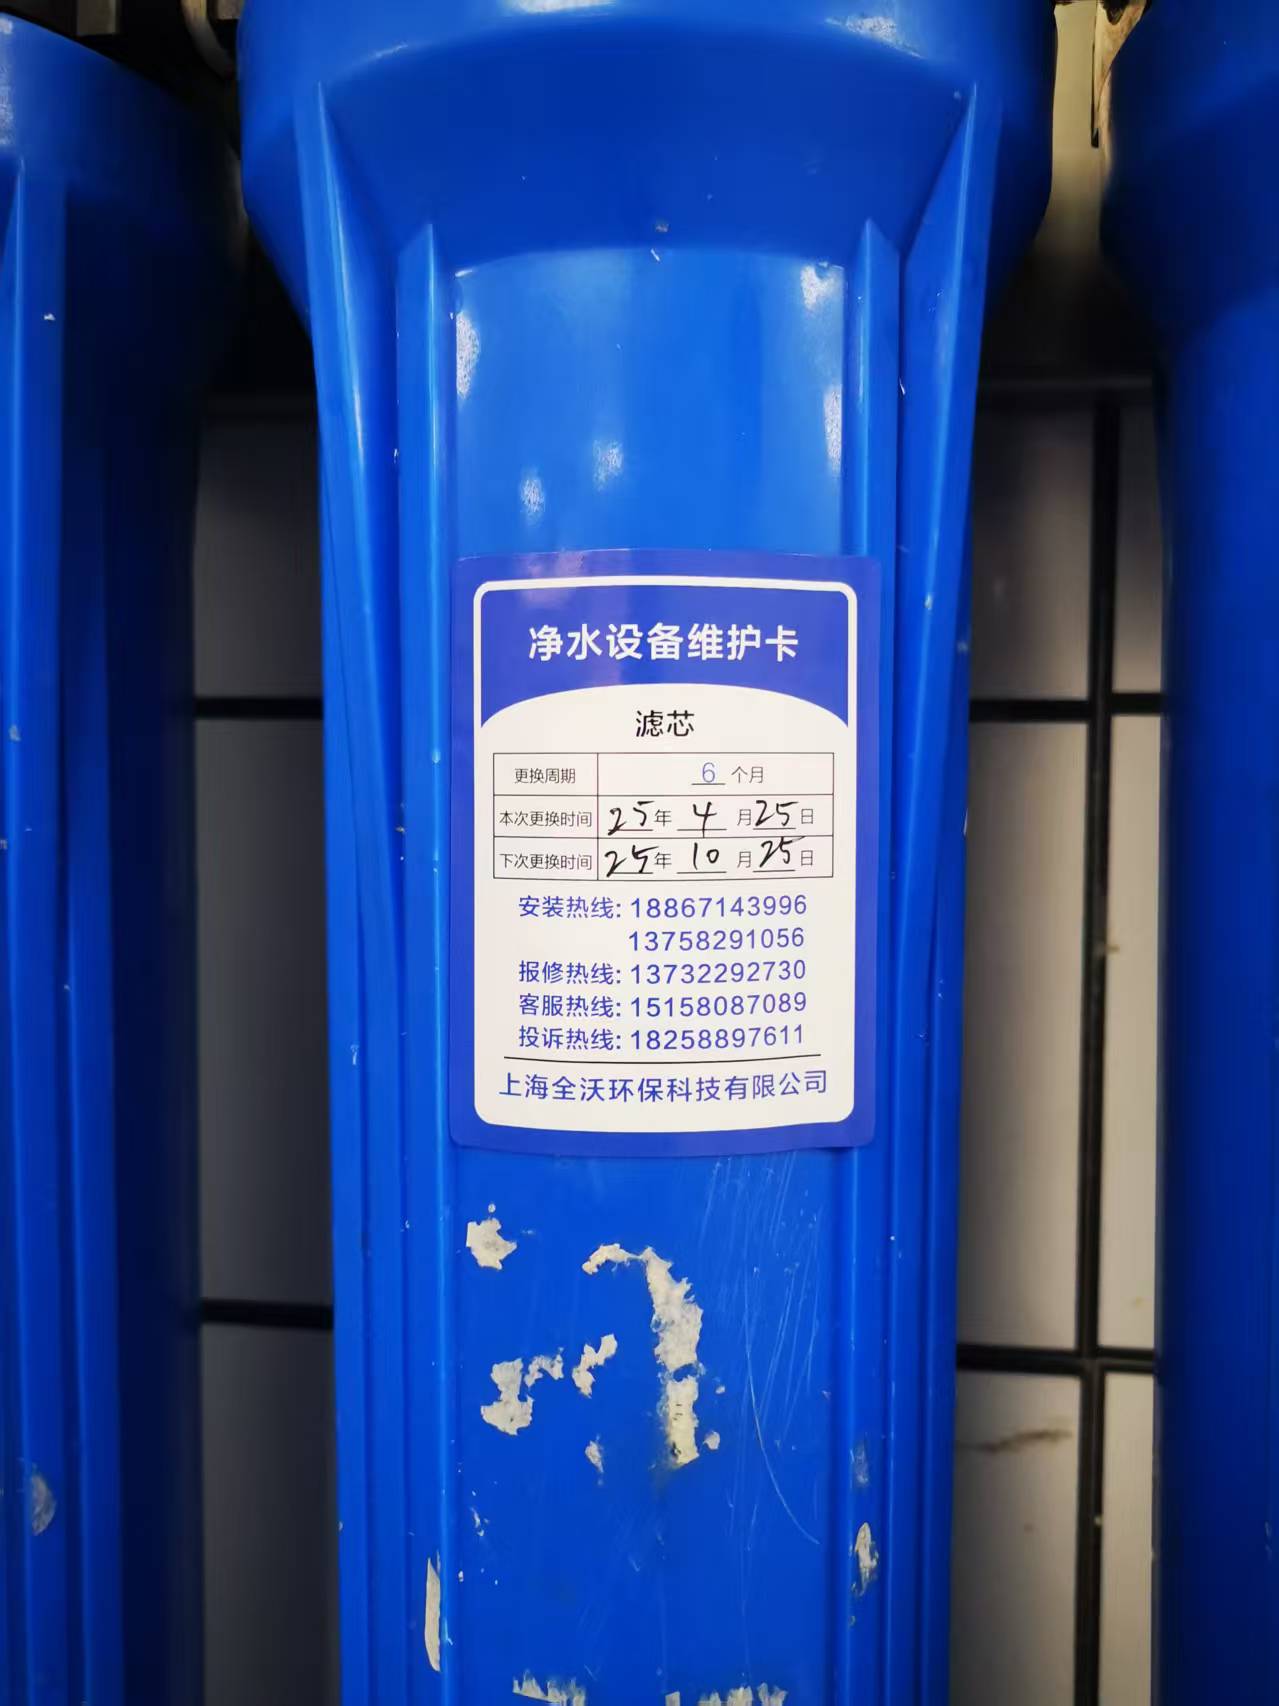 净水设备维护卡
滤芯
更换周期 6 个月
本次更换时间 25年 4 月25日
下次更换时间 25年 10 月25日
安装热线: 18867143996
13758291056
报修热线: 13732292730
客服热线: 15158087089
投诉热线: 18258897611
上海全沃环保科技有限公司